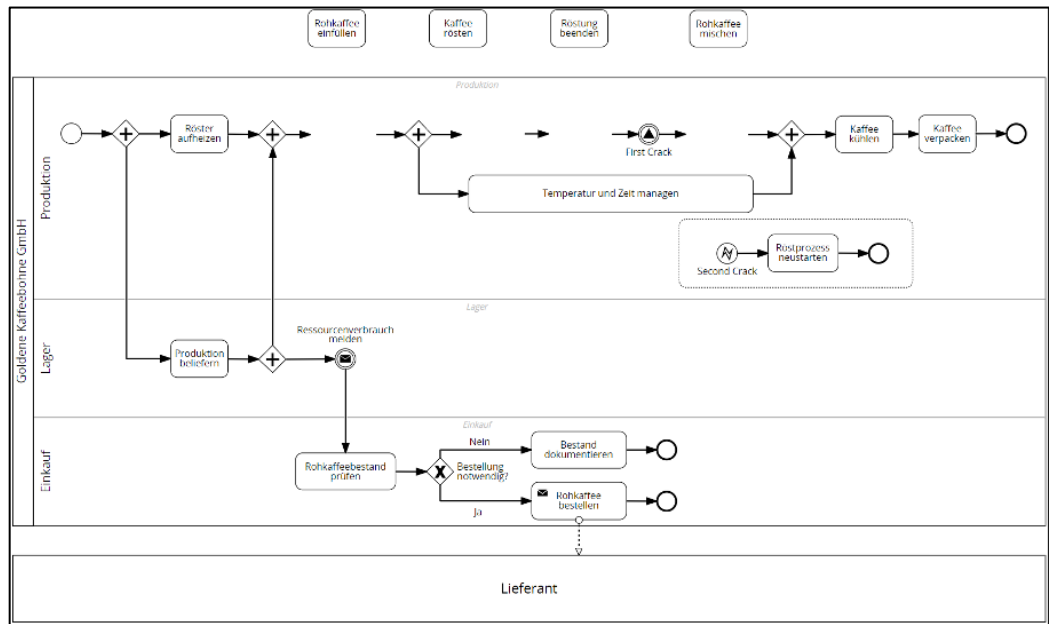 Rohkaffee
einfüllen
Kaffee
rösten
Röstung
beenden
Rohkaffee
mischen
Goldene Kaffeebohne GmbH
Produktion
Produktion
Röster
aufheizen
First Crack
Kaffee
kühlen
Kaffee
verpacken
Temperatur und Zeit managen
Second Crack
Röstprozess
neustarten
Lager
Lager
Produktion
beliefern
Ressourcenverbrauch
melden
Einkauf
Einkauf
Rohkaffeebestand
prüfen
Nein
Bestellung
notwendig?
Ja
Bestand
dokumentieren
Rohkaffee
bestellen
Lieferant